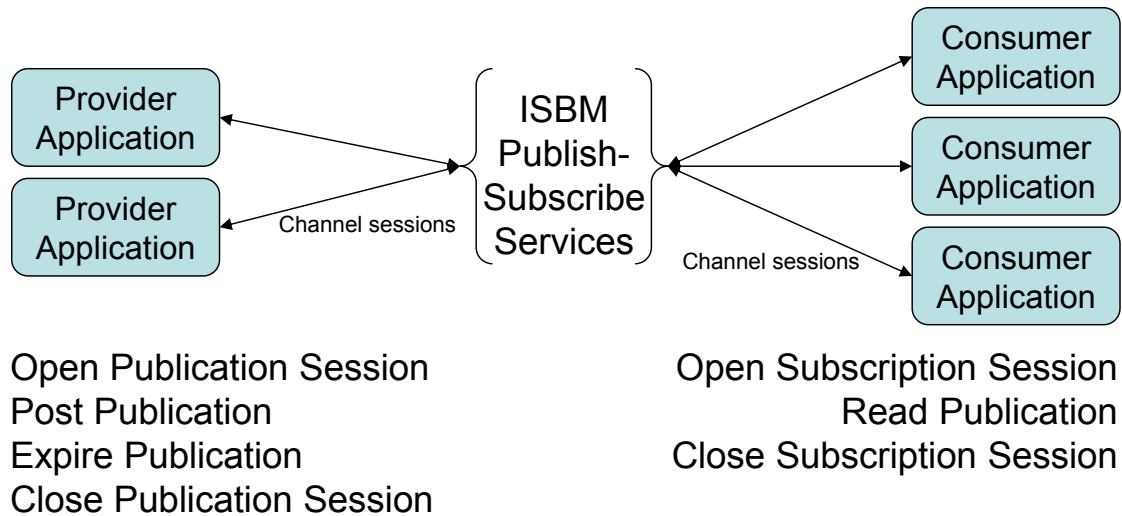 Provider
Application
Provider
Application
Channel sessions
ISBM
Publish-
Subscribe
Services
Channel sessions
Consumer
Application
Consumer
Application
Consumer
Application
Open Publication Session
Post Publication
Expire Publication
Close Publication Session
Open Subscription Session
Read Publication
Close Subscription Session